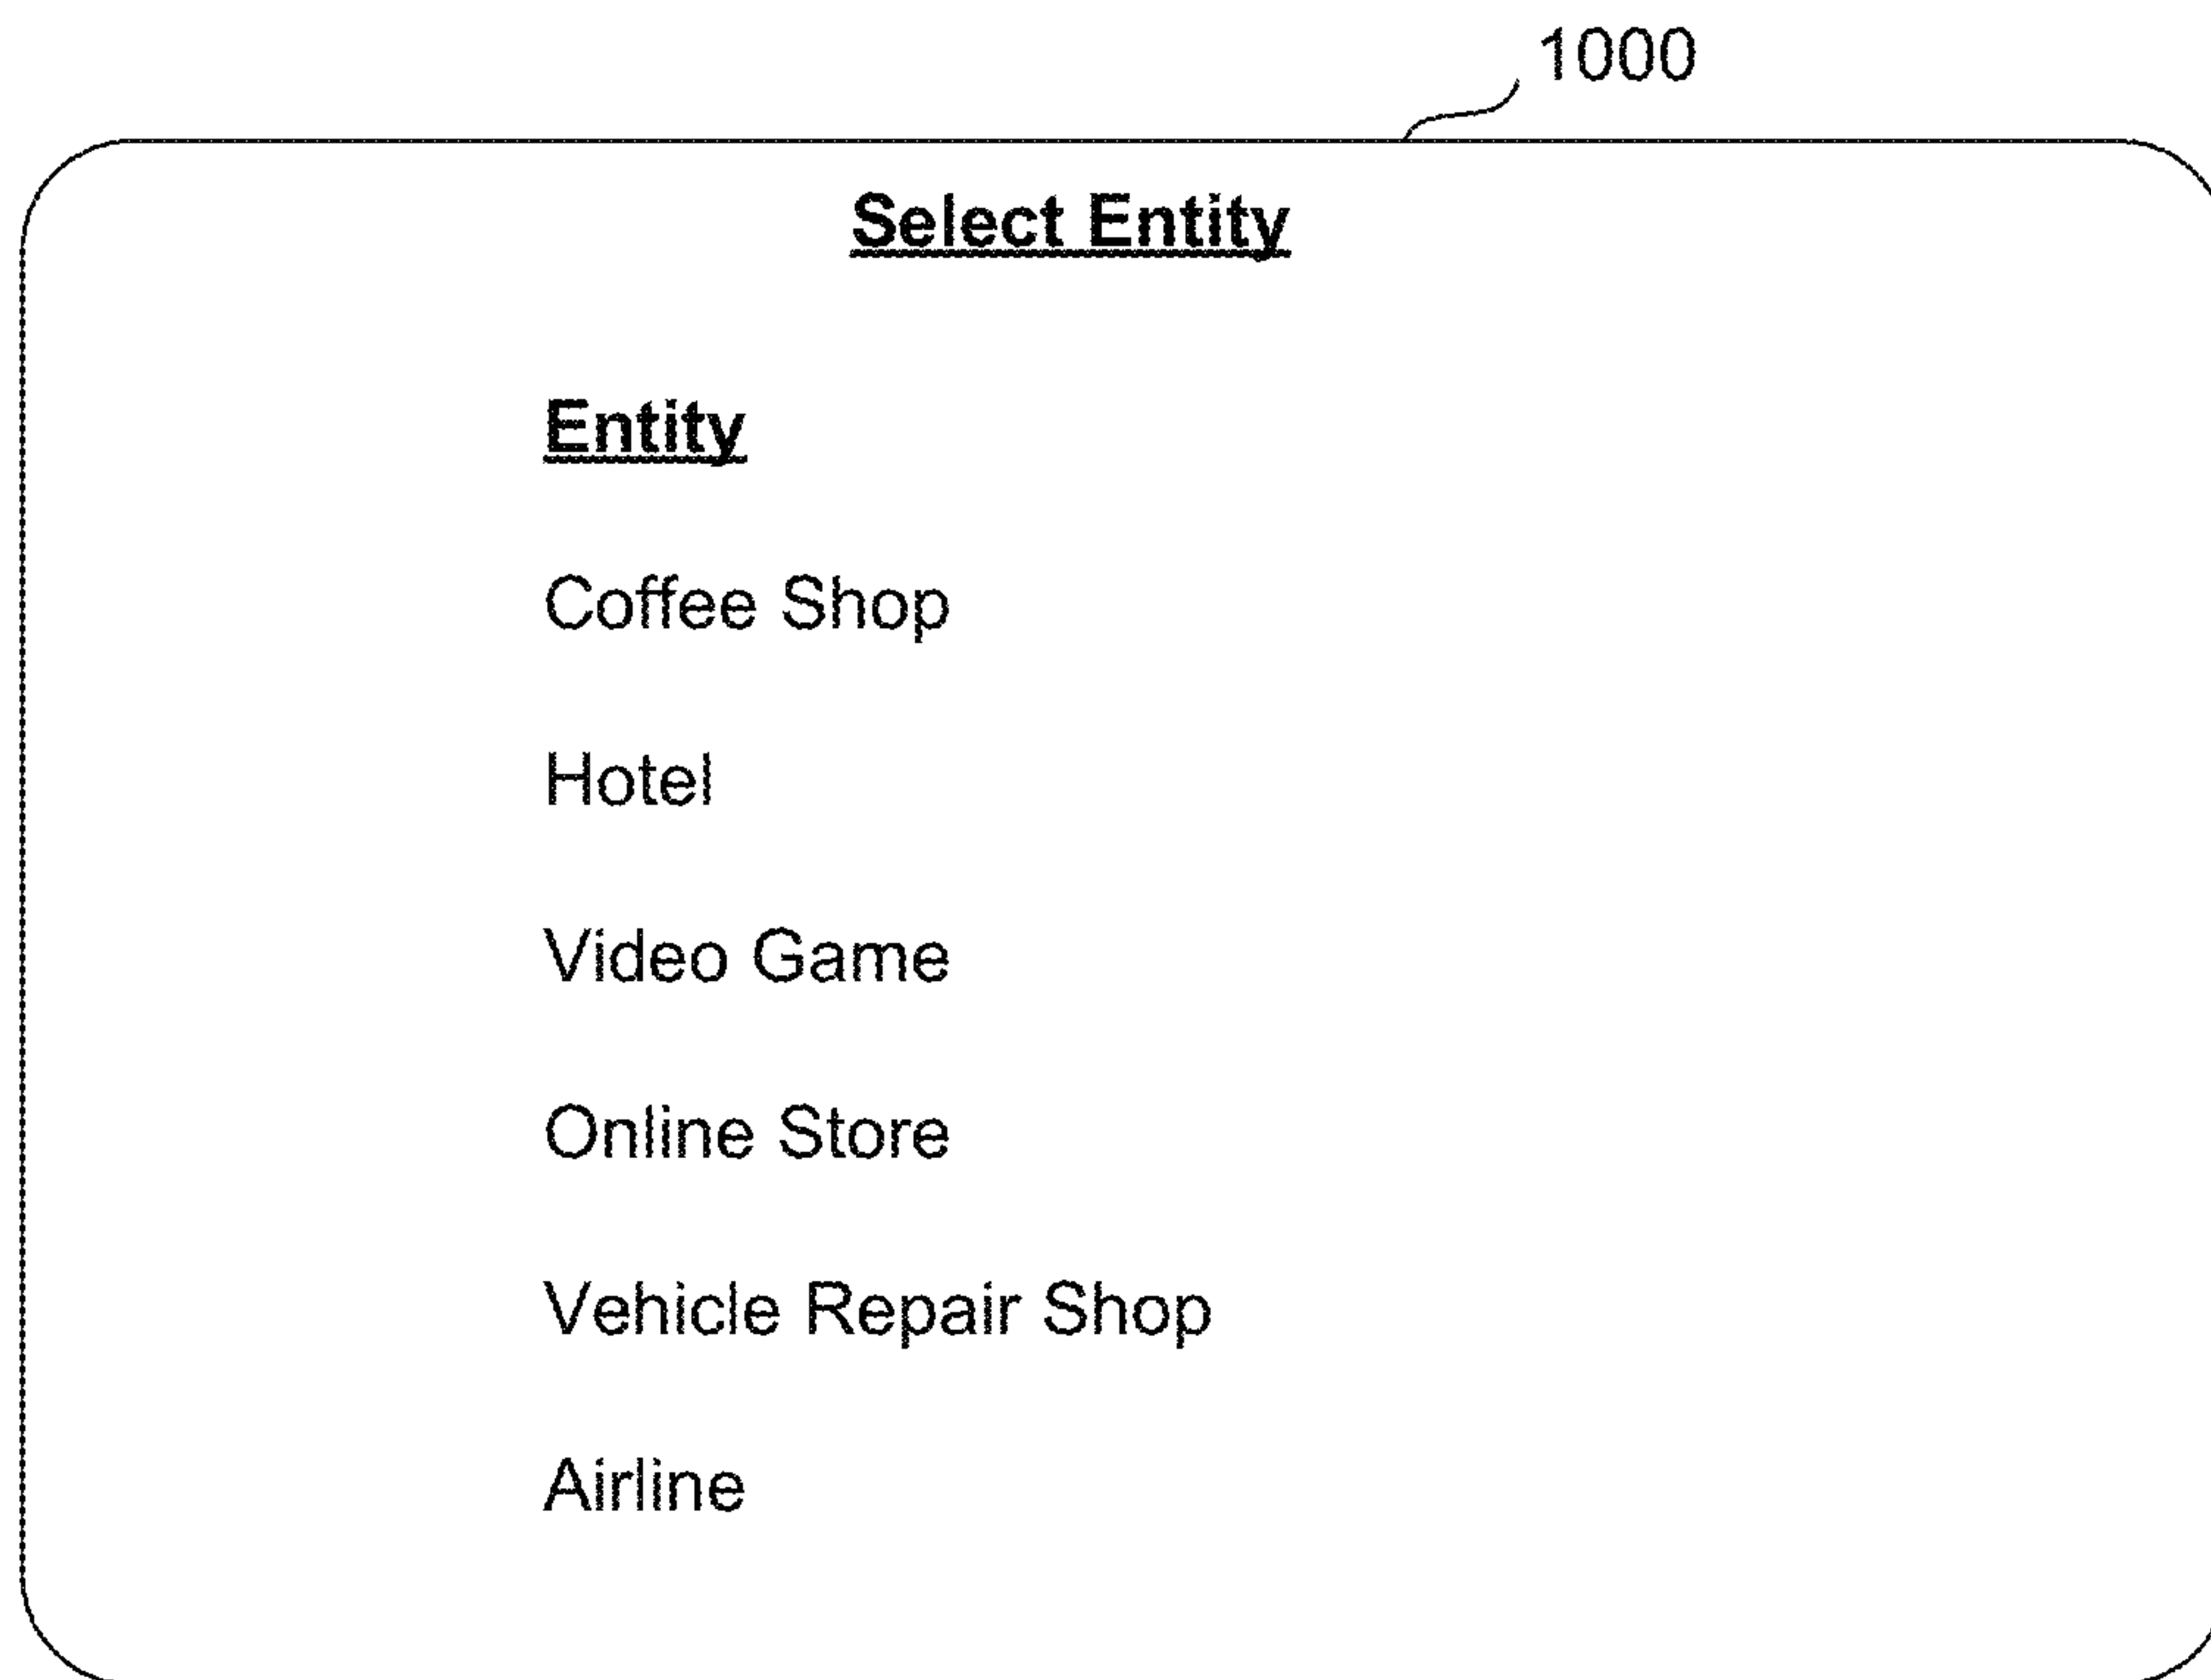 1000
Select Entity
Entity
Coffee Shop
Hotel
Video Game
Online Store
Vehicle Repair Shop
Airline